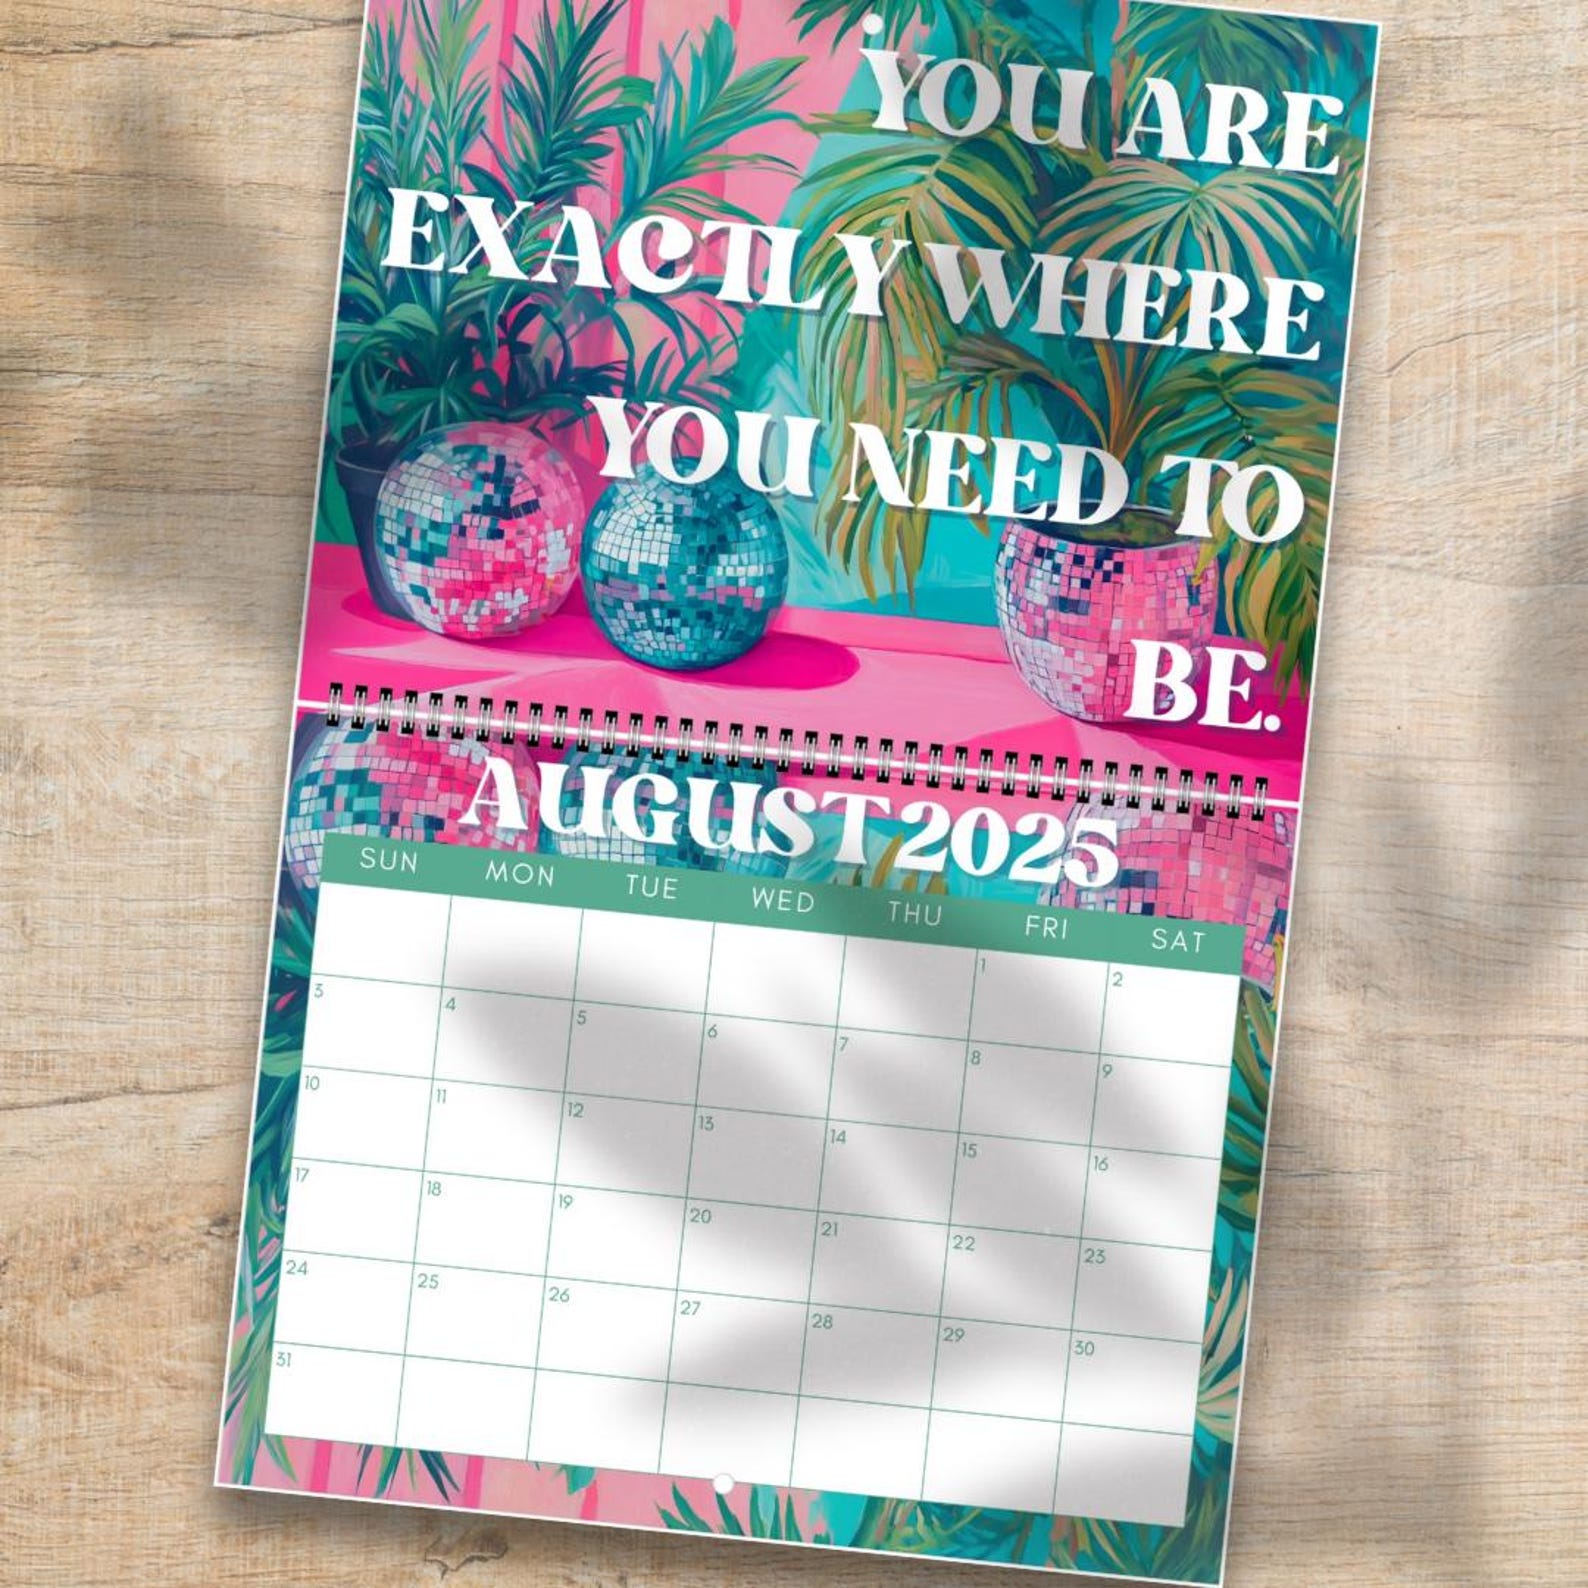 YOU ARE
EXACTLY WHERE
YOU NEED TO
BE.
AUGUST 2025
SUN MON TUE WED THU FRI SAT
1 2
3 4 5 6 7 8 9
10 11 12 13 14 15 16
17 18 19 20 21 22 23
24 25 26 27 28 29 30
31